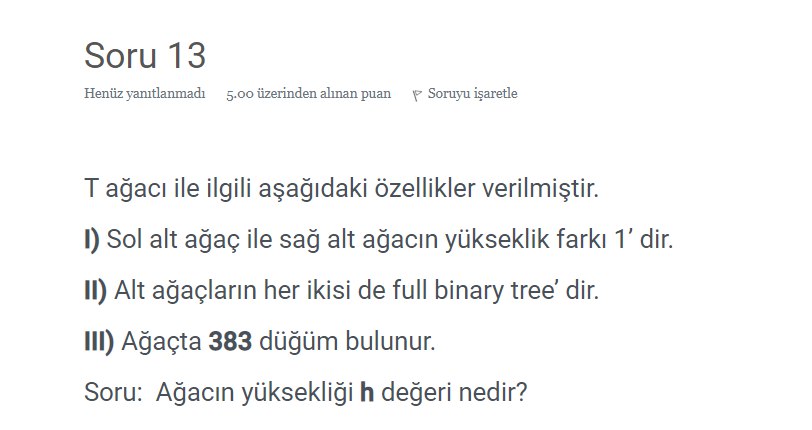 Soru 13
Henüz yanıtlanmadı 5.00 üzerinden alınan puan Soruyu işaretle
T ağacı ile ilgili aşağıdaki özellikler verilmiştir.
I) Sol alt ağaç ile sağ alt ağacın yükseklik farkı 1’ dir.
II) Alt ağaçların her ikisi de full binary tree’ dir.
III) Ağaçta 383 düğüm bulunur.
Soru: Ağacın yüksekliği h değeri nedir?